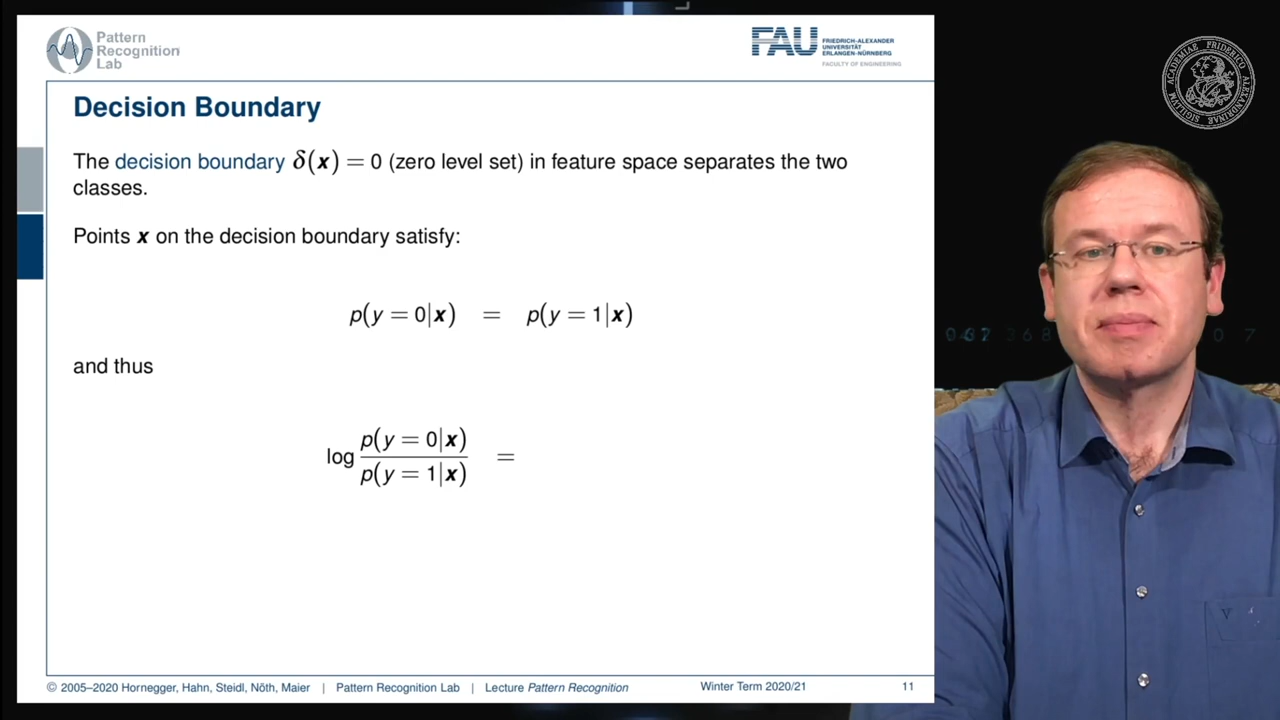 Pattern
Recognition
Lab
FAU
FRIEDRICH-ALEXANDER
UNIVERSITÄT
ERLANGEN-NÜRNBERG
FACULTY OF ENGINEERING
Decision Boundary
The decision boundary δ(x) = 0 (zero level set) in feature space separates the two
classes.
Points x on the decision boundary satisfy:
p(y = 0|x) = p(y = 1|x)
and thus
log p(y = 0|x) / p(y = 1|x) =
© 2005–2020 Hornegger, Hahn, Steidl, Nöth, Maier | Pattern Recognition Lab | Lecture Pattern Recognition Winter Term 2020/21 11